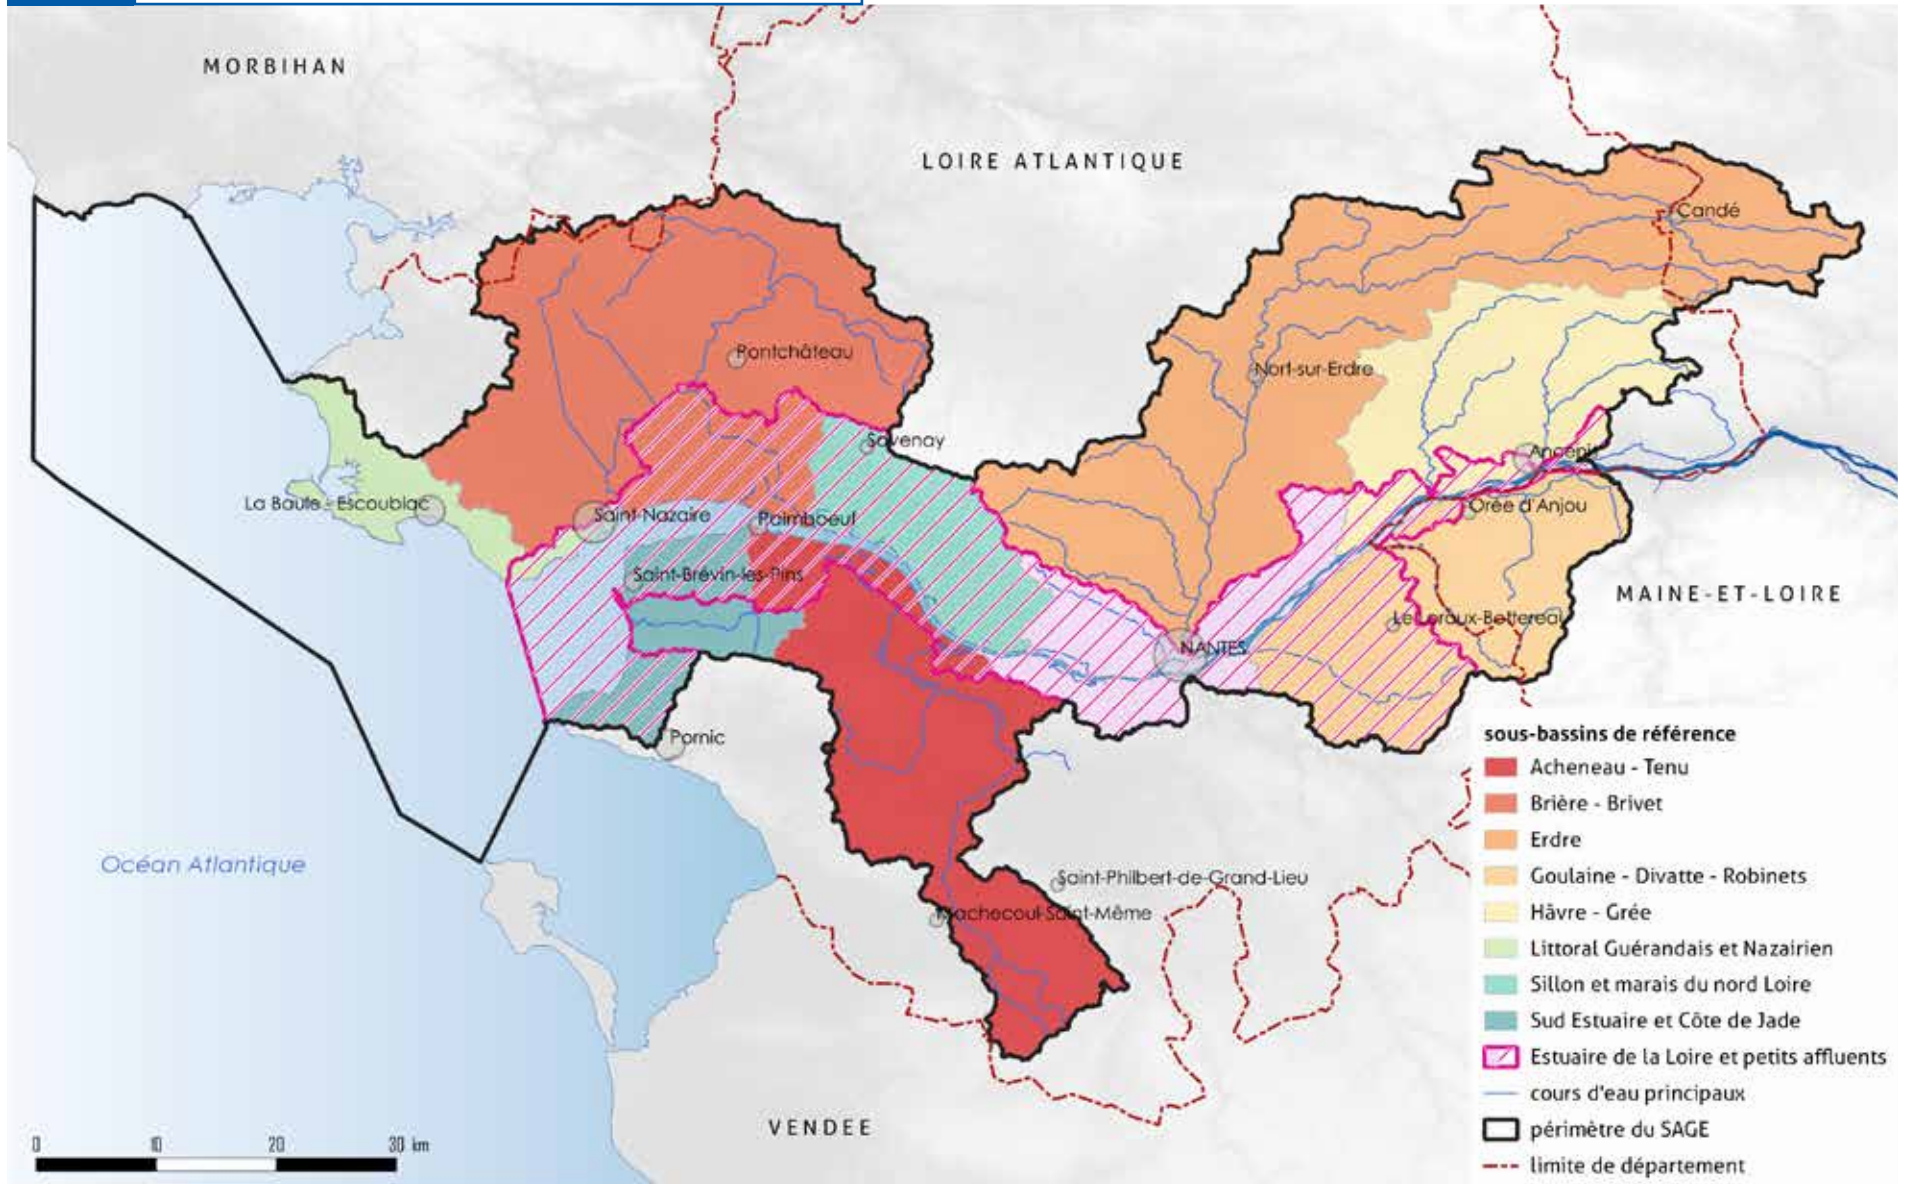 MORBIHAN
LOIRE ATLANTIQUE
Candé
Pontchâteau
Nort-sur-Erdre
Savenay
Ancenis
La Baule - Escoublac
Saint-Nazaire
Paimboeuf
Orée d'Anjou
Saint-Brévin-les-Pins
MAINE-ET-LOIRE
Le Loroux-Bottereau
NANTES
Pornic
Océan Atlantique
Saint-Philbert-de-Grand-Lieu
Machecoul-Saint-Même
VENDEE
sous-bassins de référence
Acheneau - Tenu
Brière - Brivet
Erdre
Goulaine - Divatte - Robinets
Hâvre - Grée
Littoral Guérandais et Nazairien
Sillon et marais du nord Loire
Sud Estuaire et Côte de Jade
Estuaire de la Loire et petits affluents
cours d'eau principaux
périmètre du SAGE
limite de département
0 10 20 30 km